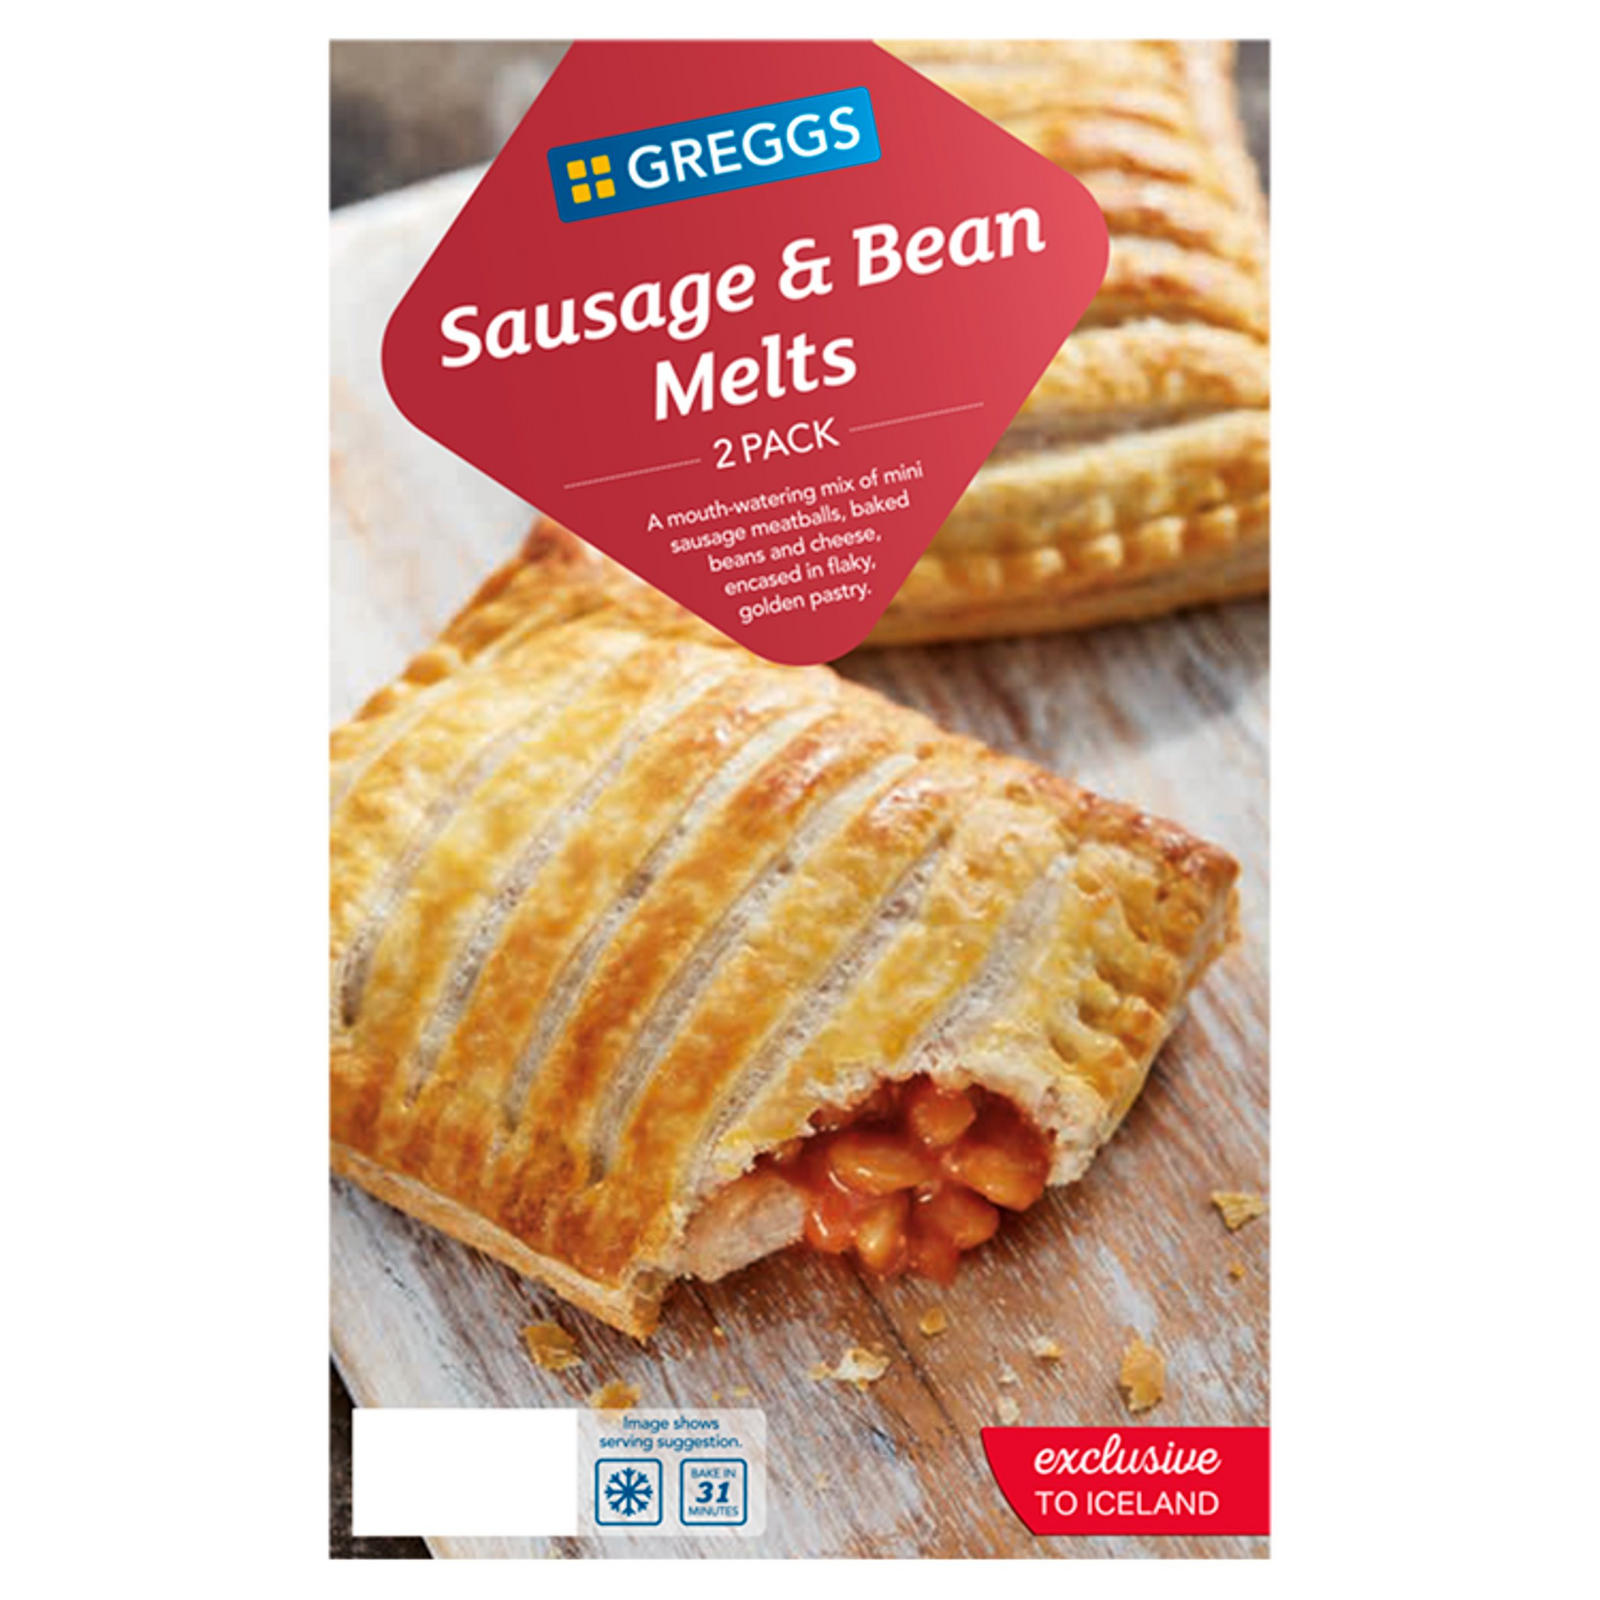 GREGGS
Sausage & Bean
Melts
2 PACK
A mouth-watering mix of mini
sausage meatballs, baked
beans and cheese,
encased in flaky,
golden pastry.
Image shows
serving suggestion.
BAKE IN
31
MINUTES
exclusive
TO ICELAND